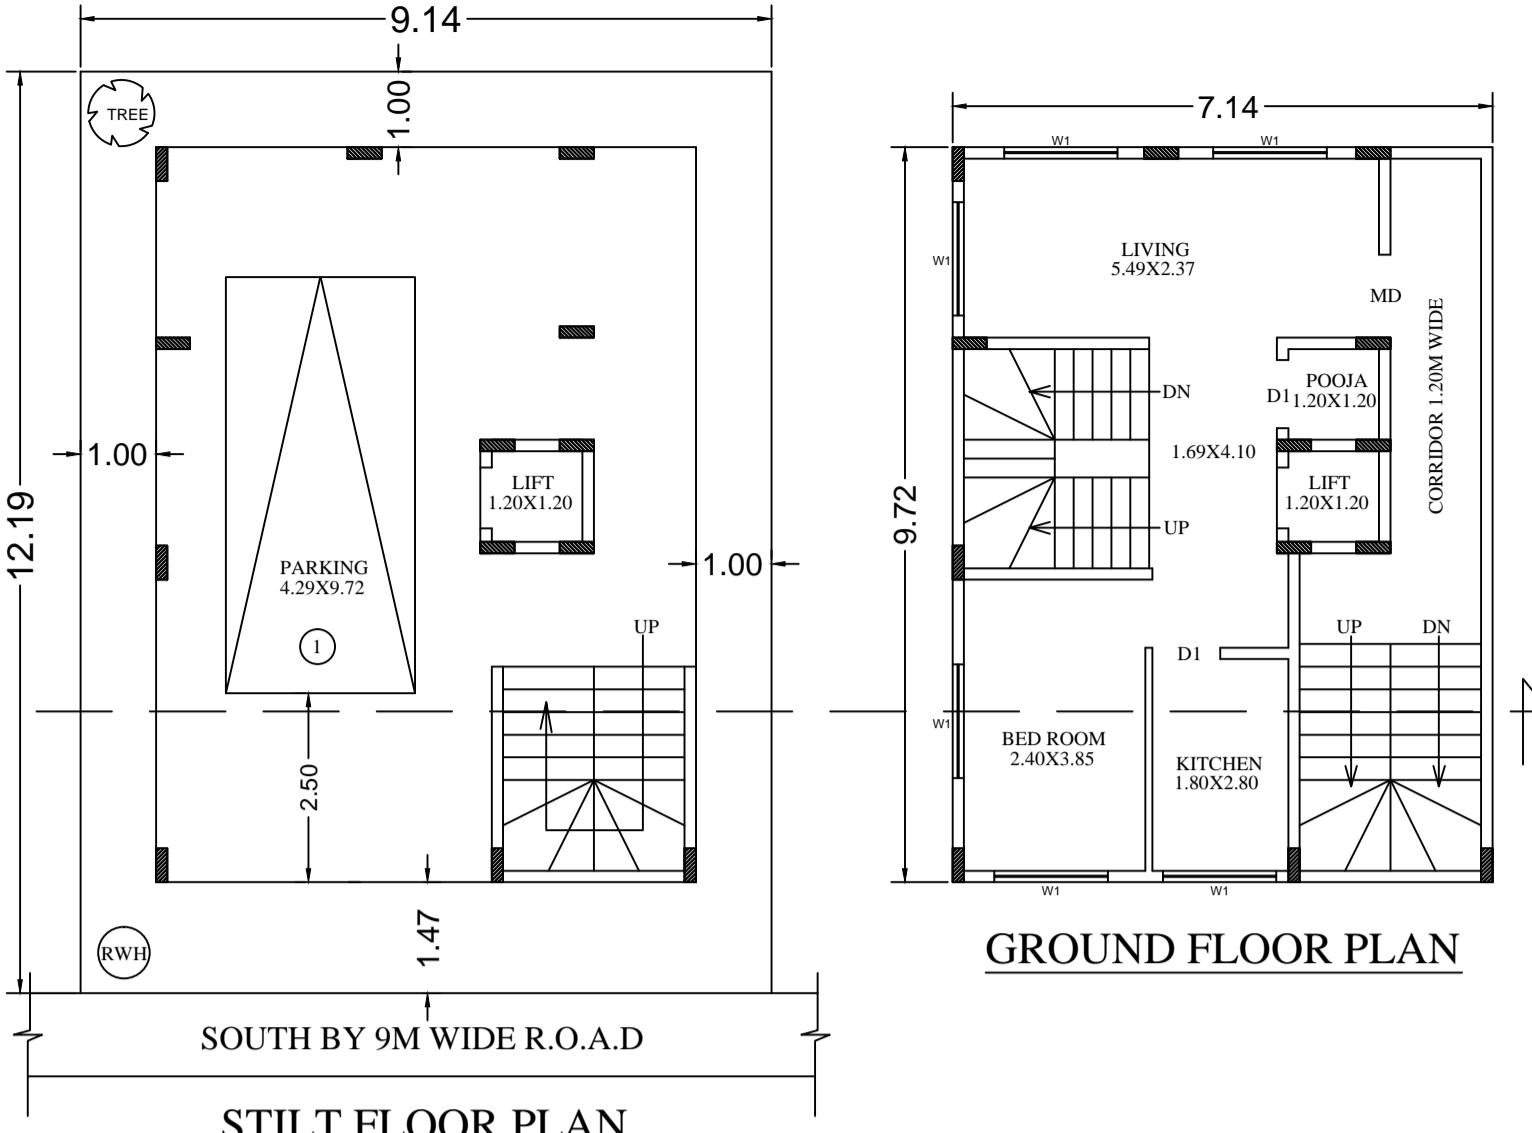 9.14
1.00
TREE
12.19
1.00
LIFT
1.20X1.20
PARKING
4.29X9.72
1
1.00
UP
2.50
1.47
RWH
SOUTH BY 9M WIDE R.O.A.D
STILT FLOOR PLAN
7.14
W1
W1
W1
LIVING
5.49X2.37
MD
CORRIDOR 1.20M WIDE
DN
POOJA
D1
1.20X1.20
1.69X4.10
LIFT
1.20X1.20
9.72
UP
UP
DN
D1
W1
BED ROOM
2.40X3.85
KITCHEN
1.80X2.80
W1
W1
GROUND FLOOR PLAN